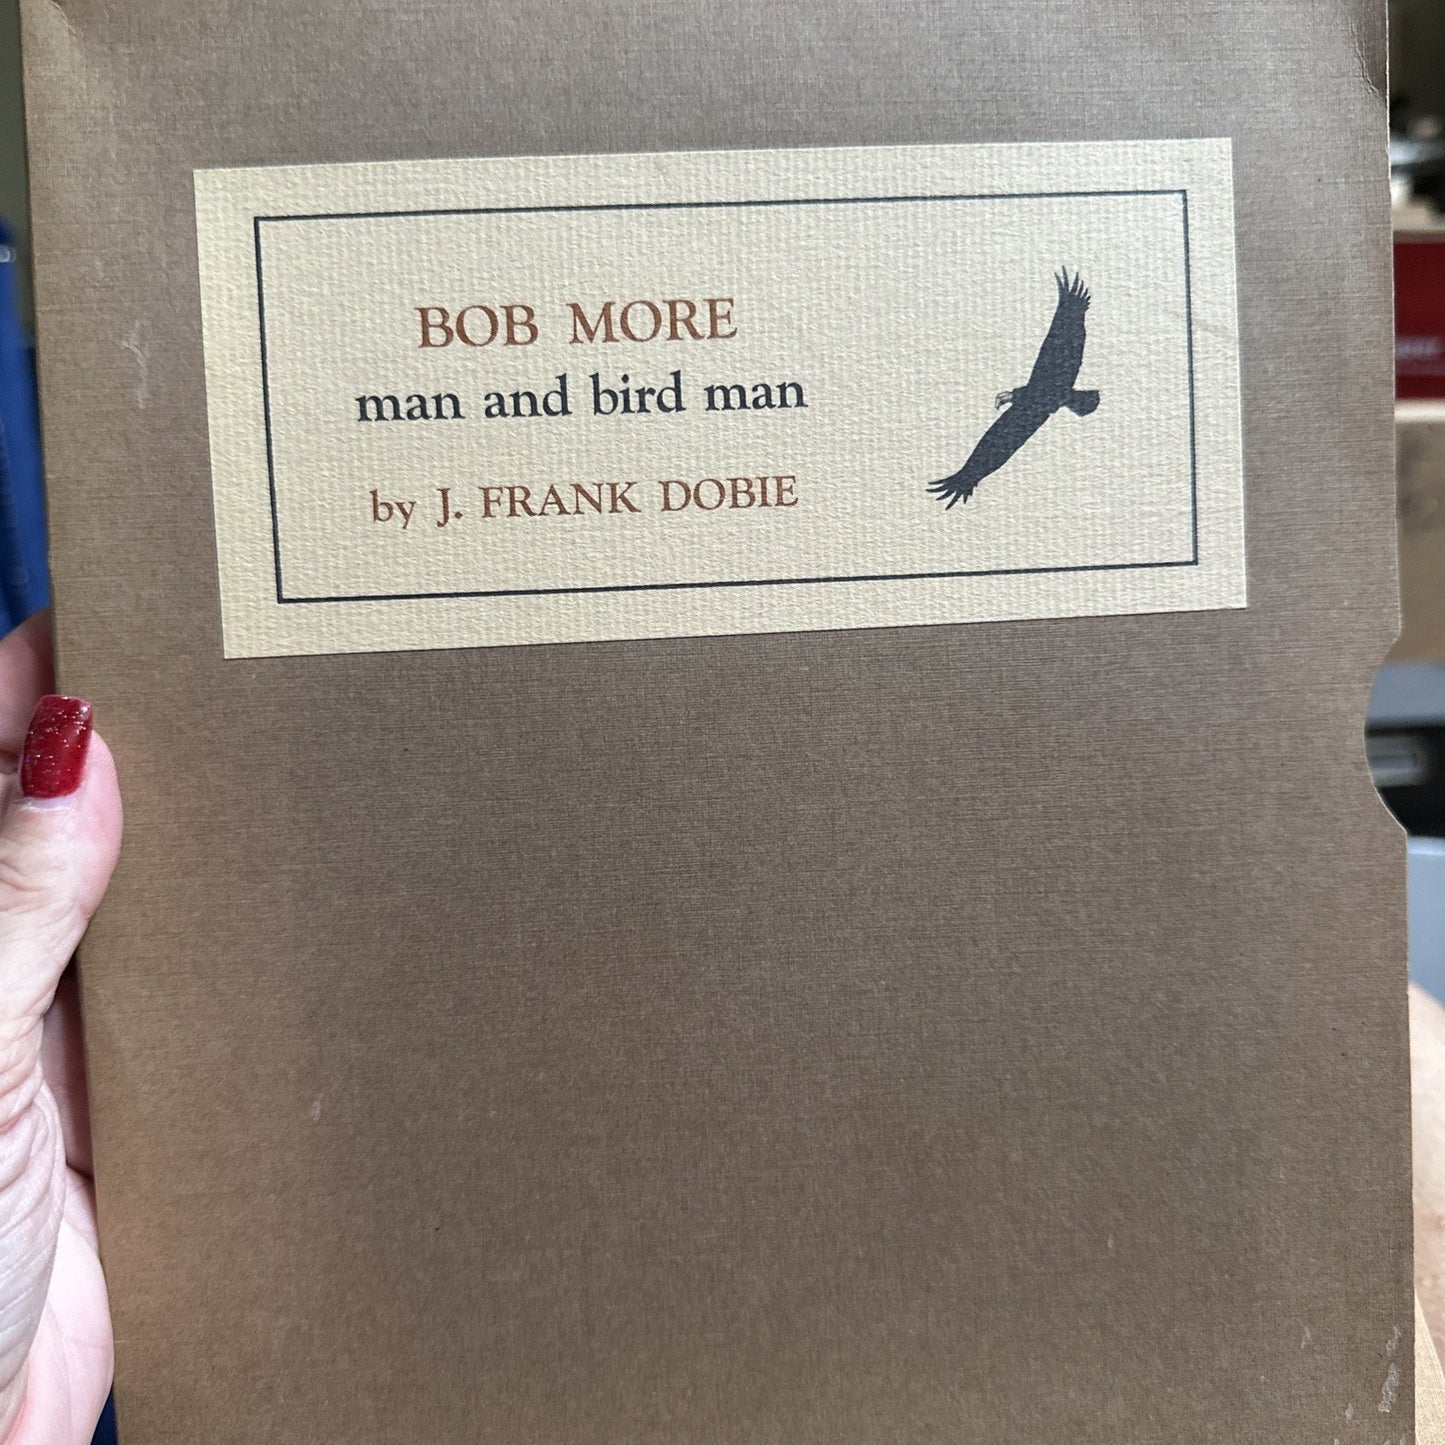 BOB MORE
man and bird man
by J. FRANK DOBIE